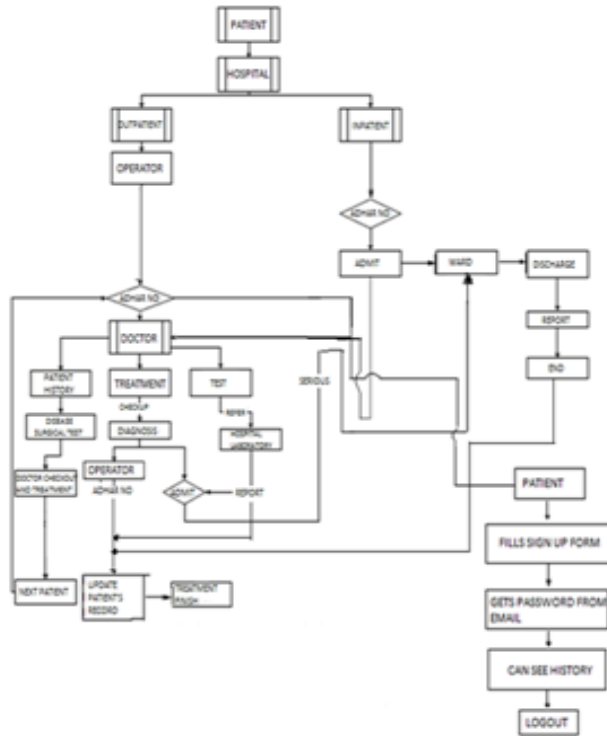 PATIENT
HOSPITAL
OUTPATIENT
INPATIENT
OPERATOR
ADHAR NO
ADMIT
WARD
DISCHARGE
ADHAR NO
REPORT
DOCTOR
END
PATIENT
HISTORY
TREATMENT
TEST
SERIOUS
CHECKUP
REFER
DISEASE
SURGICAL TEST
DIAGNOSIS
HOSPITAL
LABORATORY
DOCTOR CHECKOUT
AND TREATMENT
OPERATOR
ADHAR NO
ADMIT
REPORT
PATIENT
FILLS SIGN UP FORM
NEXT PATIENT
UPDATE
PATIENT'S
RECORD
TREATMENT
FINISH
GETS PASSWORD FROM
EMAIL
CAN SEE HISTORY
LOGOUT